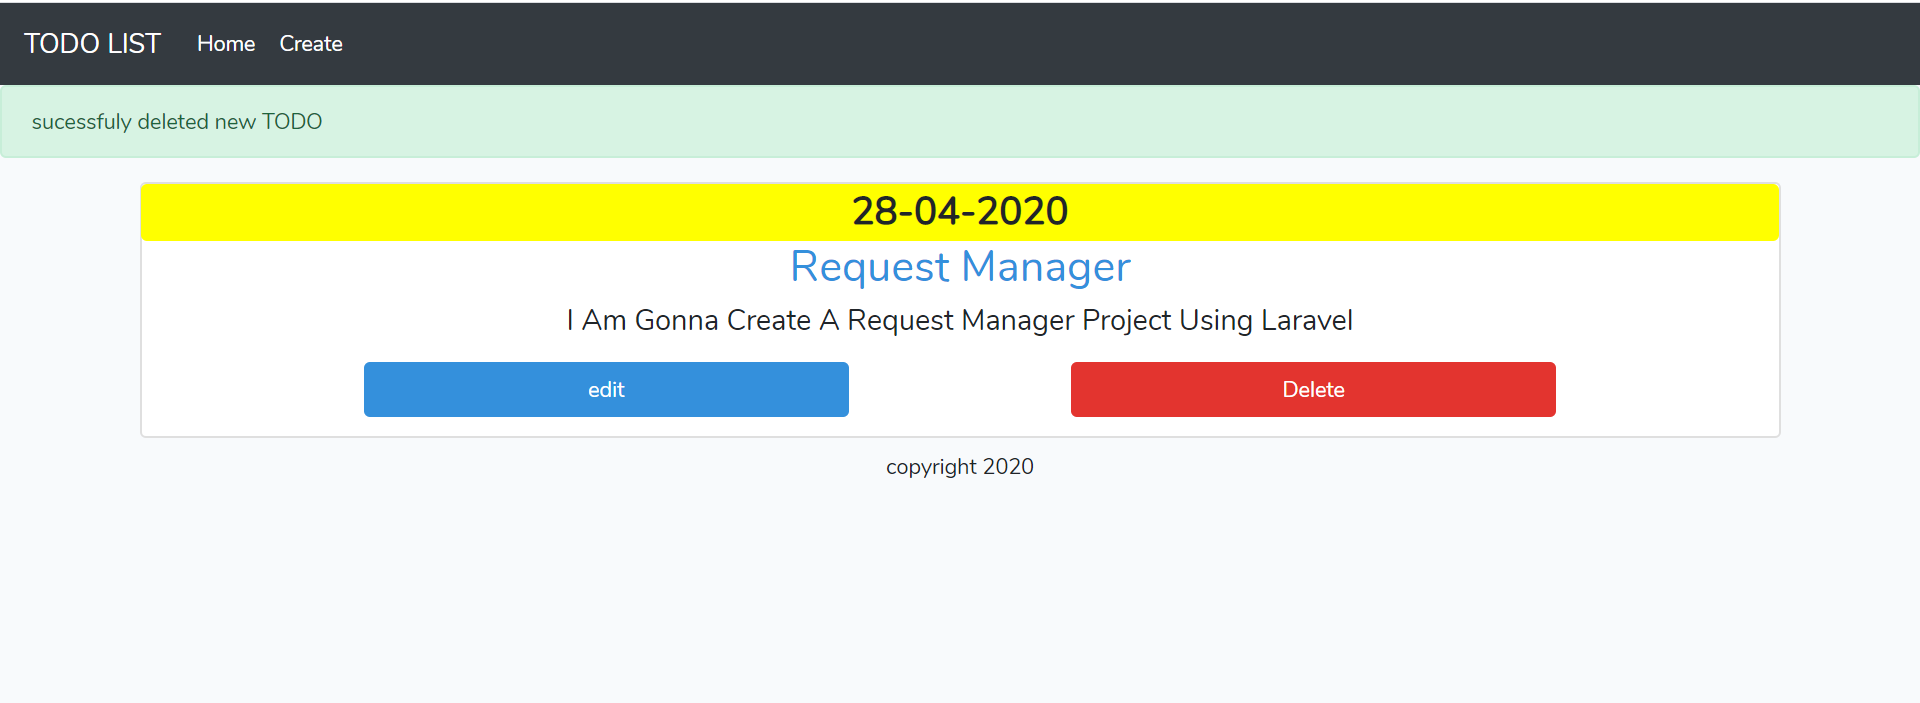 TODO LIST Home Create
sucessfuly deleted new TODO
28-04-2020
Request Manager
I Am Gonna Create A Request Manager Project Using Laravel
edit Delete
copyright 2020